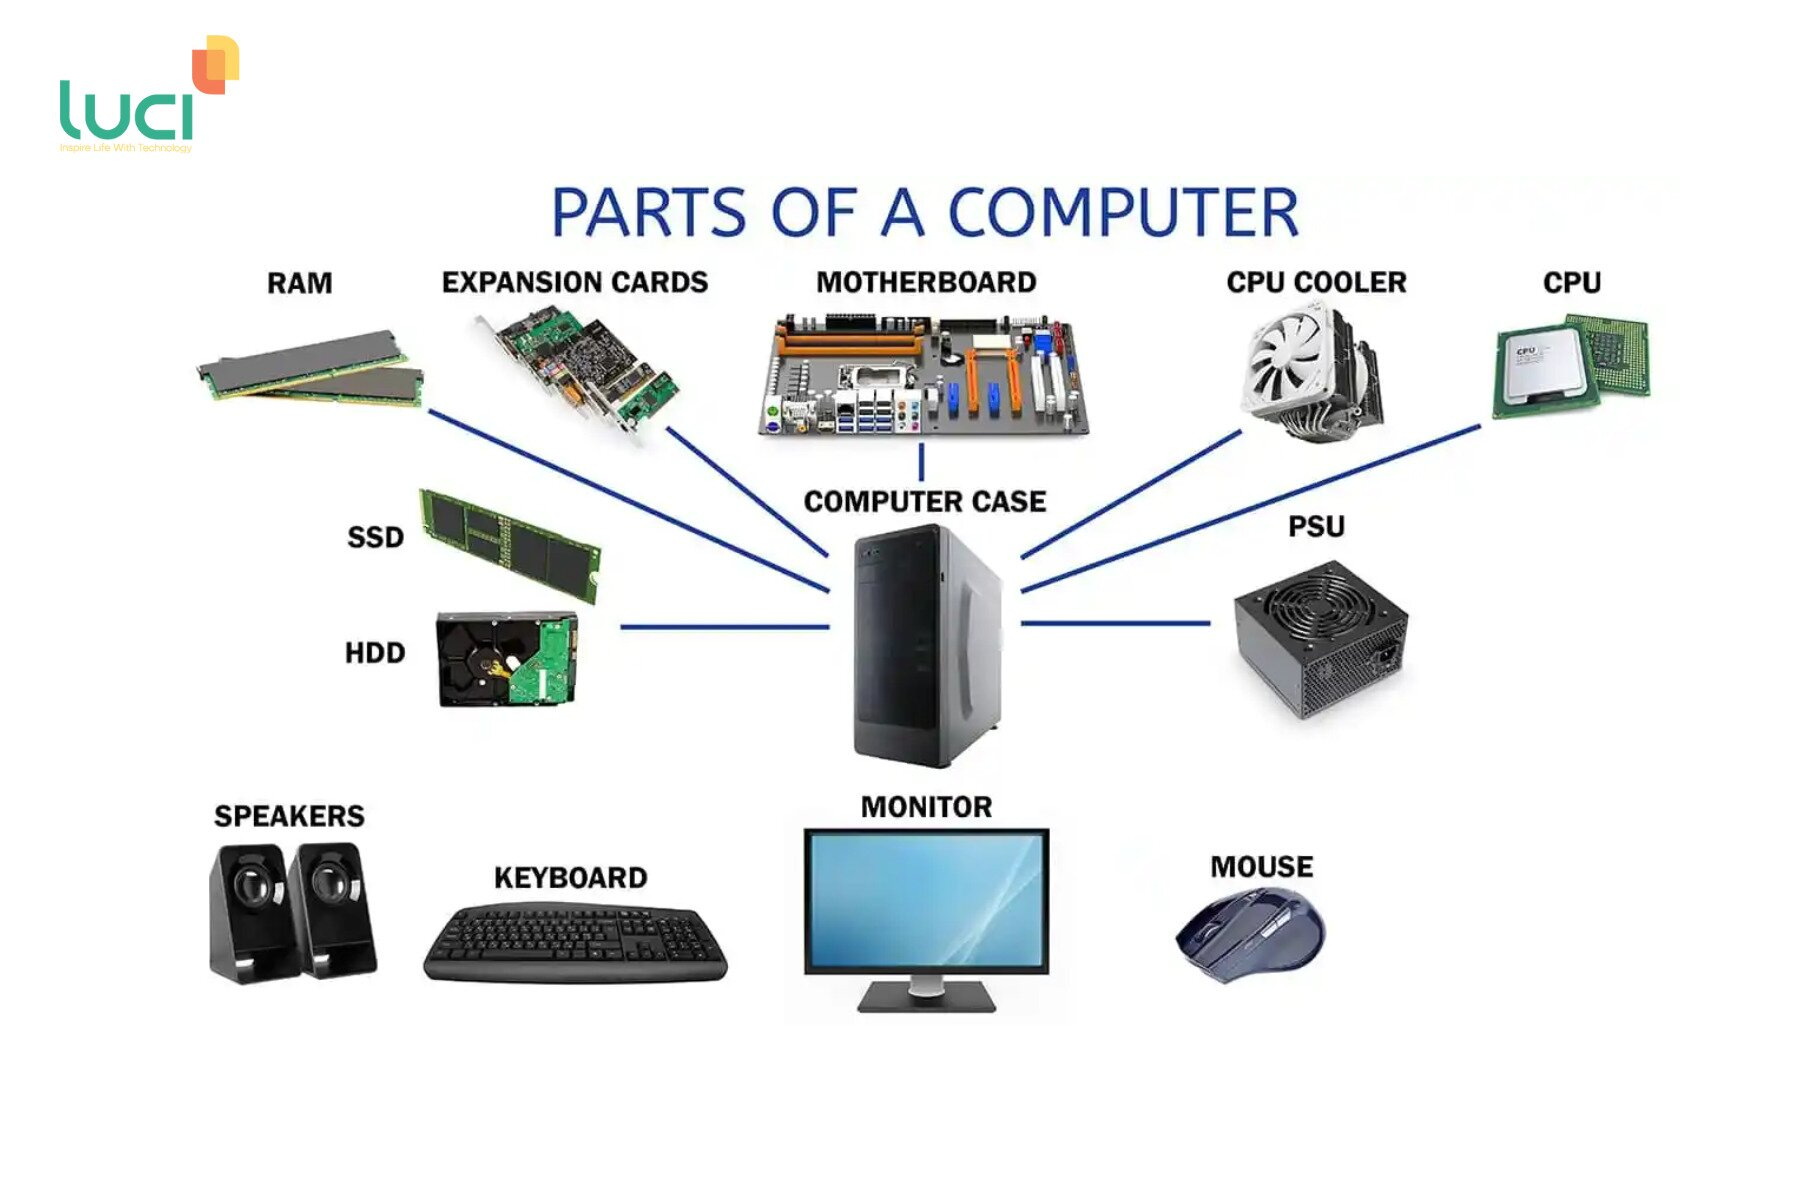 luci
Inspire Life With Technology
PARTS OF A COMPUTER
RAM
EXPANSION CARDS
MOTHERBOARD
CPU COOLER
CPU
CPU
COMPUTER CASE
SSD
PSU
HDD
SPEAKERS
MONITOR
KEYBOARD
MOUSE